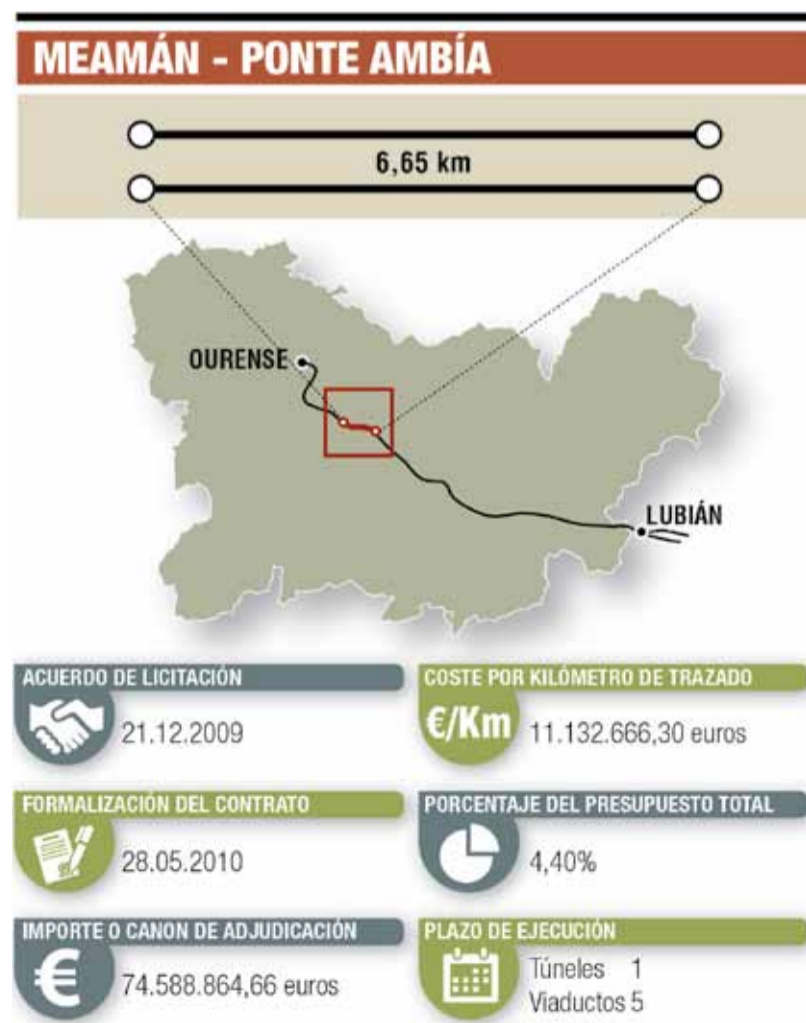 MEAMÁN - PONTE AMBÍA
6,65 km
OURENSE
LUBIÁN
ACUERDO DE LICITACIÓN
21.12.2009
COSTE POR KILÓMETRO DE TRAZADO
€/Km
11.132.666,30 euros
FORMALIZACIÓN DEL CONTRATO
28.05.2010
PORCENTAJE DEL PRESUPUESTO TOTAL
4,40%
IMPORTE O CANON DE ADJUDICACIÓN
€
74.588.864,66 euros
PLAZO DE EJECUCIÓN
Túneles 1
Viaductos 5